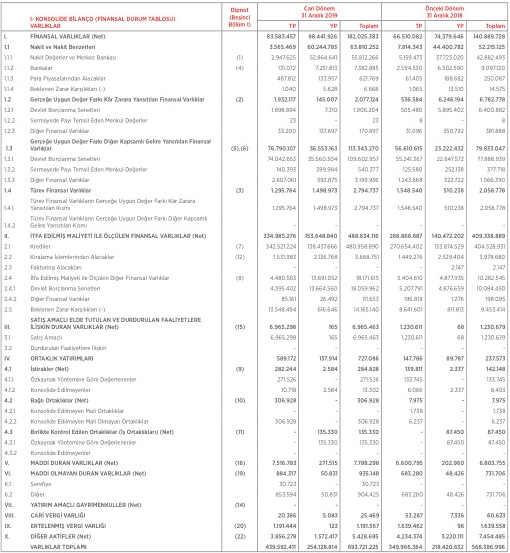 Dipnot Cari Dönem Önceki Dönem
I- KONSOLİDE BİLANÇO (FİNANSAL DURUM TABLOSU) (Beşinci 31 Aralık 2019 31 Aralık 2018
VARLIKLAR Bölüm I) TP YP Toplam TP YP Toplam
I. FİNANSAL VARLIKLAR (Net) 83.583.457 98.441.926 182.025.383 66.510.082 74.379.646 140.889.728
1.1 Nakit ve Nakit Benzerleri 3.565.469 60.244.783 63.810.252 7.814.343 44.400.782 52.215.125
1.1.1 Nakit Değerler ve Merkez Bankası (1) 2.947.625 52.864.641 55.812.266 5.159.473 37.723.020 42.882.493
1.1.2 Bankalar (4) 131.072 7.251.813 7.382.885 2.594.530 6.502.590 9.097.120
1.1.3 Para Piyasalarından Alacaklar 487.812 133.957 621.769 61.405 188.682 250.087
1.1.4 Beklenen Zarar Karşılıkları (-) 1.040 5.628 6.668 1.065 13.510 14.575
1.2 Gerçeğe Uygun Değer Farkı Kâr Zarara Yansıtılan Finansal Varlıklar (2) 1.932.117 145.007 2.077.124 536.584 6.246.194 6.782.778
1.2.1 Devlet Borçlanma Senetleri 1.898.894 7.310 1.906.204 505.480 5.895.402 6.400.882
1.2.2 Sermayede Payı Temsil Eden Menkul Değerler 23 - 23 8 - 8
1.2.3 Diğer Finansal Varlıklar 33.200 137.697 170.897 31.096 350.792 381.888
Gerçeğe Uygun Değer Farkı Diğer Kapsamlı Gelire Yansıtılan Finansal
1.3 Varlıklar (5),(6) 76.790.107 36.553.163 113.343.270 56.610.615 23.222.432 79.833.047
1.3.1 Devlet Borçlanma Senetleri 74.042.653 35.560.304 109.602.957 55.241.367 22.647.572 77.888.939
1.3.2 Sermayede Payı Temsil Eden Menkul Değerler 140.393 399.984 540.377 125.580 252.138 377.718
1.3.3 Diğer Finansal Varlıklar 2.607.061 592.875 3.199.936 1.243.668 322.722 1.566.390
1.4 Türev Finansal Varlıklar (3) 1.295.764 1.498.973 2.794.737 1.548.540 510.238 2.058.778
Türev Finansal Varlıkların Gerçeğe Uygun Değer Farkı Kâr Zarara
1.4.1 Yansıtılan Kısmı 1.295.764 1.498.973 2.794.737 1.548.540 510.238 2.058.778
Türev Finansal Varlıkların Gerçeğe Uygun Değer Farkı Diğer Kapsamlı
1.4.2 Gelire Yansıtılan Kısmı - - - - - -
II. İTFA EDİLMİŞ MALİYETİ İLE ÖLÇÜLEN FİNANSAL VARLIKLAR (Net) 334.985.276 153.648.840 488.634.116 268.866.687 140.472.202 409.338.889
2.1 Krediler (7) 342.521.224 138.437.666 480.958.890 270.654.402 133.874.529 404.528.931
2.2 Kiralama İşlemlerinden Alacaklar (12) 1.531.983 2.136.768 3.668.751 1.449.276 2.529.404 3.978.680
2.3 Faktoring Alacakları - - - - 2.147 2.147
2.4 İtfa Edilmiş Maliyeti ile Ölçülen Diğer Finansal Varlıklar (8) 4.480.563 13.691.052 18.171.615 5.404.610 4.877.935 10.282.545
2.4.1 Devlet Borçlanma Senetleri 4.395.402 13.664.560 18.059.962 5.207.791 4.876.659 10.084.450
2.4.2 Diğer Finansal Varlıklar 85.161 26.492 111.653 196.819 1.276 198.095
2.5 Beklenen Zarar Karşılıkları (-) 13.548.494 616.646 14.165.140 8.641.601 811.813 9.453.414
SATIŞ AMAÇLI ELDE TUTULAN VE DURDURULAN FAALİYETLERE
III. İLİŞKİN DURAN VARLIKLAR (Net) (15) 6.965.298 165 6.965.463 1.230.611 68 1.230.679
3.1 Satış Amaçlı 6.965.298 165 6.965.463 1.230.611 68 1.230.679
3.2 Durdurulan Faaliyetlere İlişkin - - - - - -
IV. ORTAKLIK YATIRIMLARI 589.172 137.914 727.086 147.786 89.787 237.573
4.1 İştirakler (Net) (9) 282.244 2.584 284.828 139.811 2.337 142.148
4.1.1 Özkaynak Yöntemine Göre Değerlenenler 271.526 - 271.526 133.745 - 133.745
4.1.2 Konsolide Edilmeyenler 10.718 2.584 13.302 6.066 2.337 8.403
4.2 Bağlı Ortaklıklar (Net) (10) 306.928 - 306.928 7.975 - 7.975
4.2.1 Konsolide Edilmeyen Mali Ortaklıklar - - - 1.738 - 1.738
4.2.2 Konsolide Edilmeyen Mali Olmayan Ortaklıklar 306.928 - 306.928 6.237 - 6.237
4.3 Birlikte Kontrol Edilen Ortaklıklar (İş Ortaklıkları) (Net) (11) - 135.330 135.330 - 87.450 87.450
4.3.1 Özkaynak Yöntemine Göre Değerlenenler - 135.330 135.330 - 87.450 87.450
4.3.2 Konsolide Edilmeyenler - - - - - -
V. MADDİ DURAN VARLIKLAR (Net) (16) 7.516.783 271.515 7.788.298 6.600.795 202.960 6.803.755
VI. MADDİ OLMAYAN DURAN VARLIKLAR (Net) (19) 884.317 50.831 935.148 683.280 48.426 731.706
6.1 Şerefiye 30.723 - 30.723 - - -
6.2 Diğer 853.594 50.831 904.425 683.280 48.426 731.706
VII. YATIRIM AMAÇLI GAYRİMENKULLER (Net) (14) - - - - - -
VIII. CARİ VERGİ VARLIĞI 20.386 5.083 25.469 53.287 7.336 60.623
IX. ERTELENMİŞ VERGİ VARLIĞI (20) 1.191.444 123 1.191.567 1.639.462 96 1.639.558
X. DİĞER AKTİFLER (Net) (22) 3.856.278 1.572.417 5.428.695 4.234.374 3.220.111 7.454.485
VARLIKLAR TOPLAMI 439.592.411 254.128.814 693.721.225 349.966.364 218.420.632 568.386.996